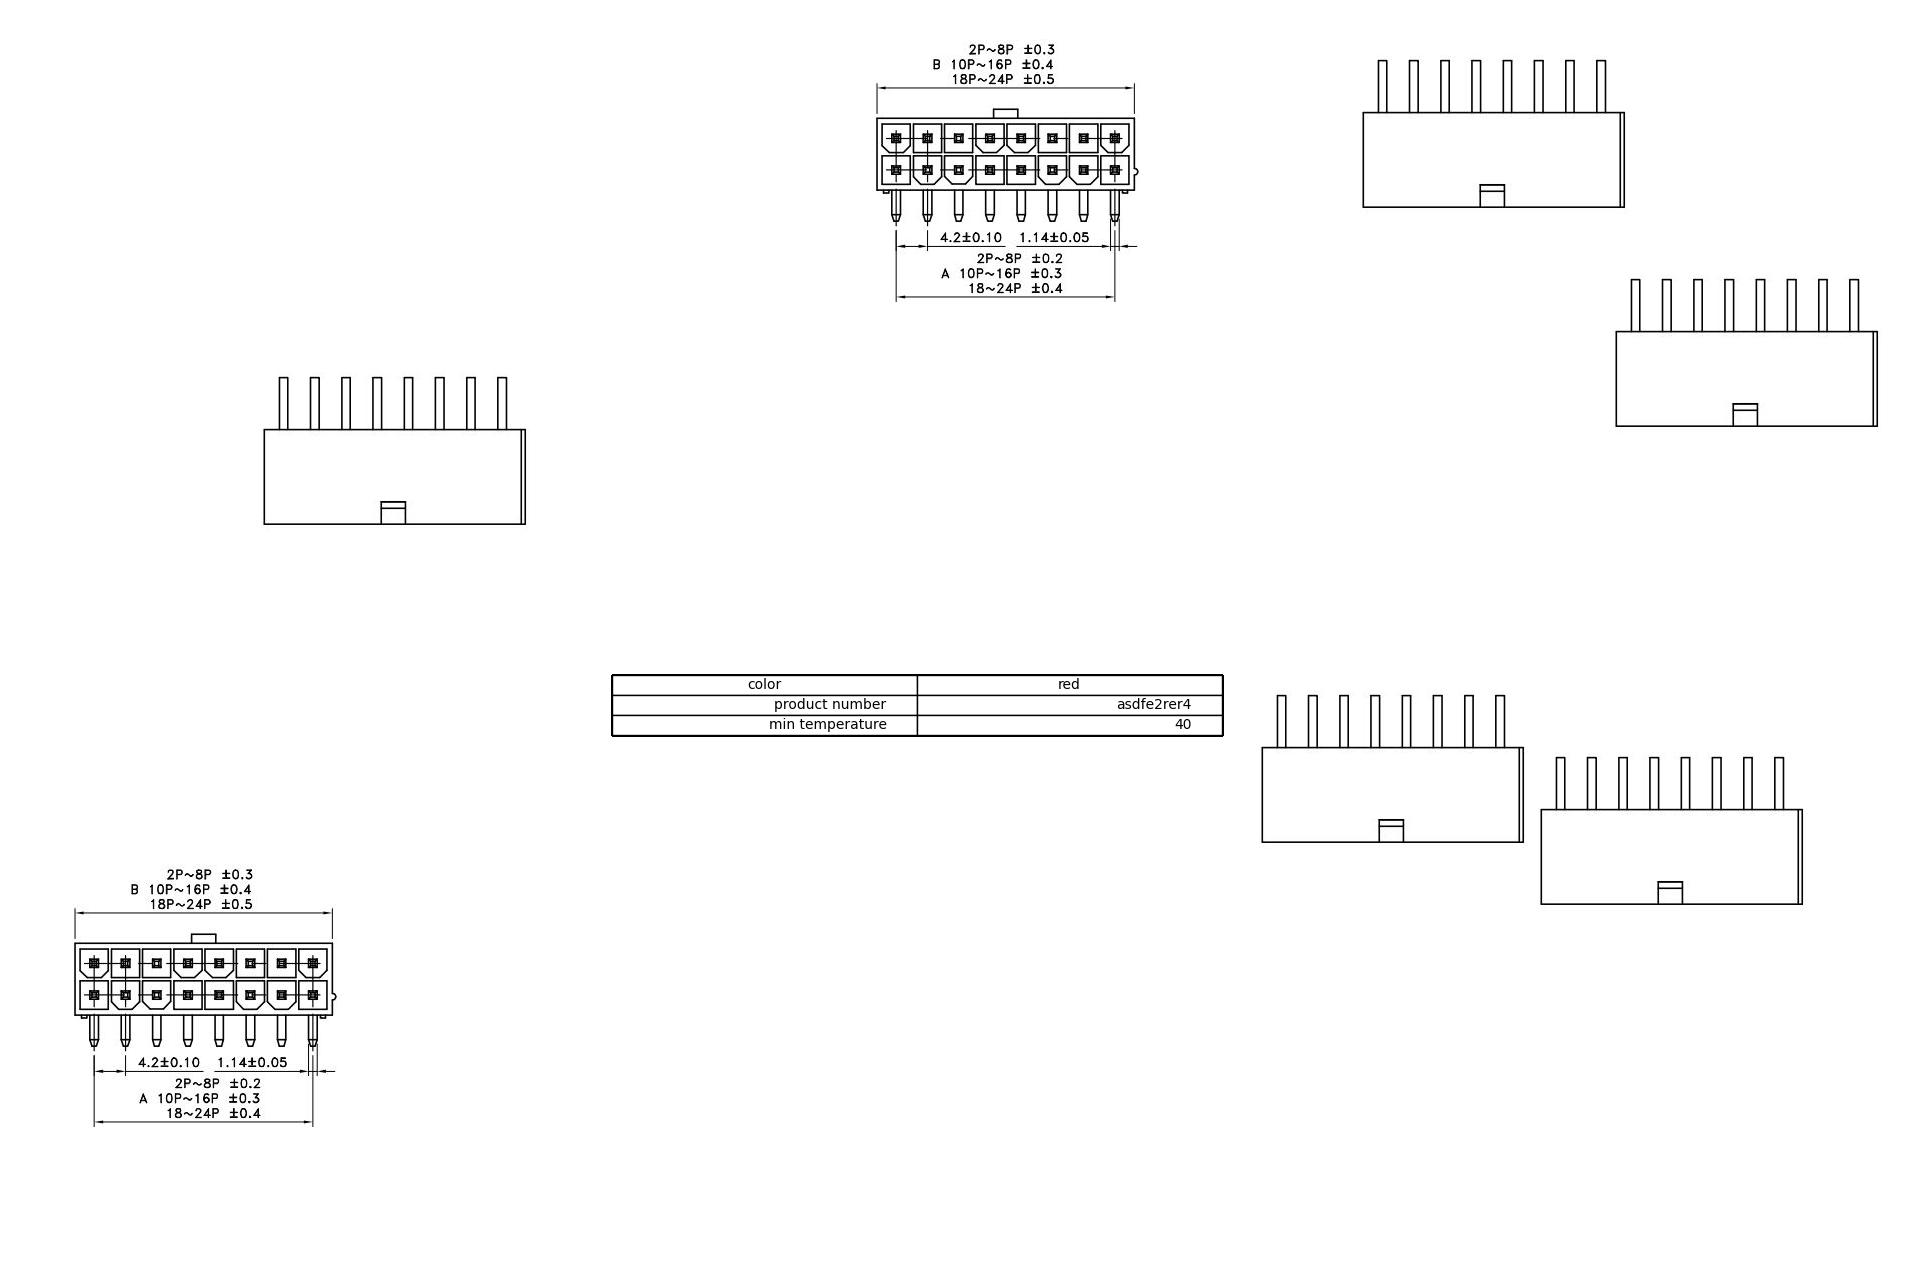 2P~8P ±0.3
B 10P~16P ±0.4
18P~24P ±0.5
4.2±0.10 1.14±0.05
2P~8P ±0.2
A 10P~16P ±0.3
18~24P ±0.4
color red
product number asdfe2rer4
min temperature 40
2P~8P ±0.3
B 10P~16P ±0.4
18P~24P ±0.5
4.2±0.10 1.14±0.05
2P~8P ±0.2
A 10P~16P ±0.3
18~24P ±0.4